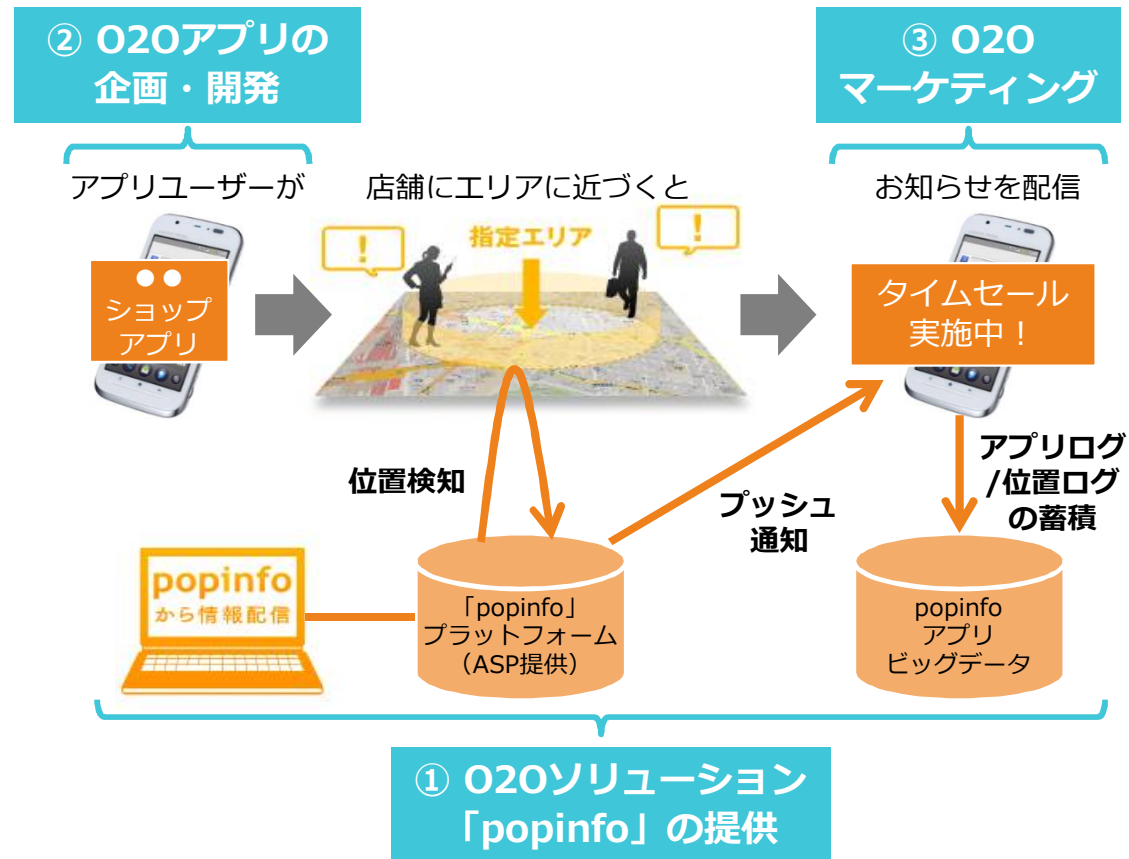 ② O2Oアプリの
企画・開発
③ O2O
マーケティング
アプリユーザーが
店舗にエリアに近づくと
お知らせを配信
!
指定エリア
!
●●
ショップ
アプリ
タイムセール
実施中！
位置検知
プッシュ
通知
アプリログ
/位置ログ
の蓄積
popinfo
から情報配信
「popinfo」
プラットフォーム
（ASP提供）
popinfo
アプリ
ビッグデータ
① O2Oソリューション
「popinfo」の提供